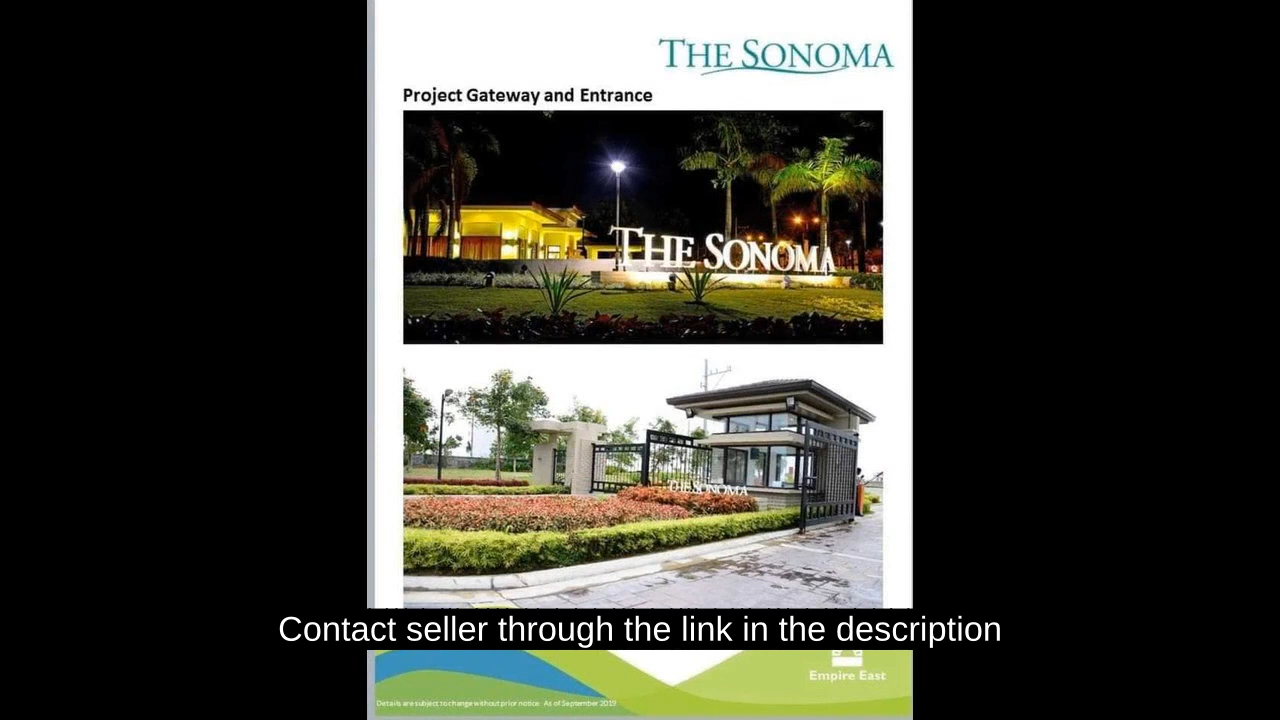 THE SONOMA
Project Gateway and Entrance
THE SONOMA
THE SONOMA
Contact seller through the link in the description
Empire East
Details are subject to change without prior notice. As of September 2019